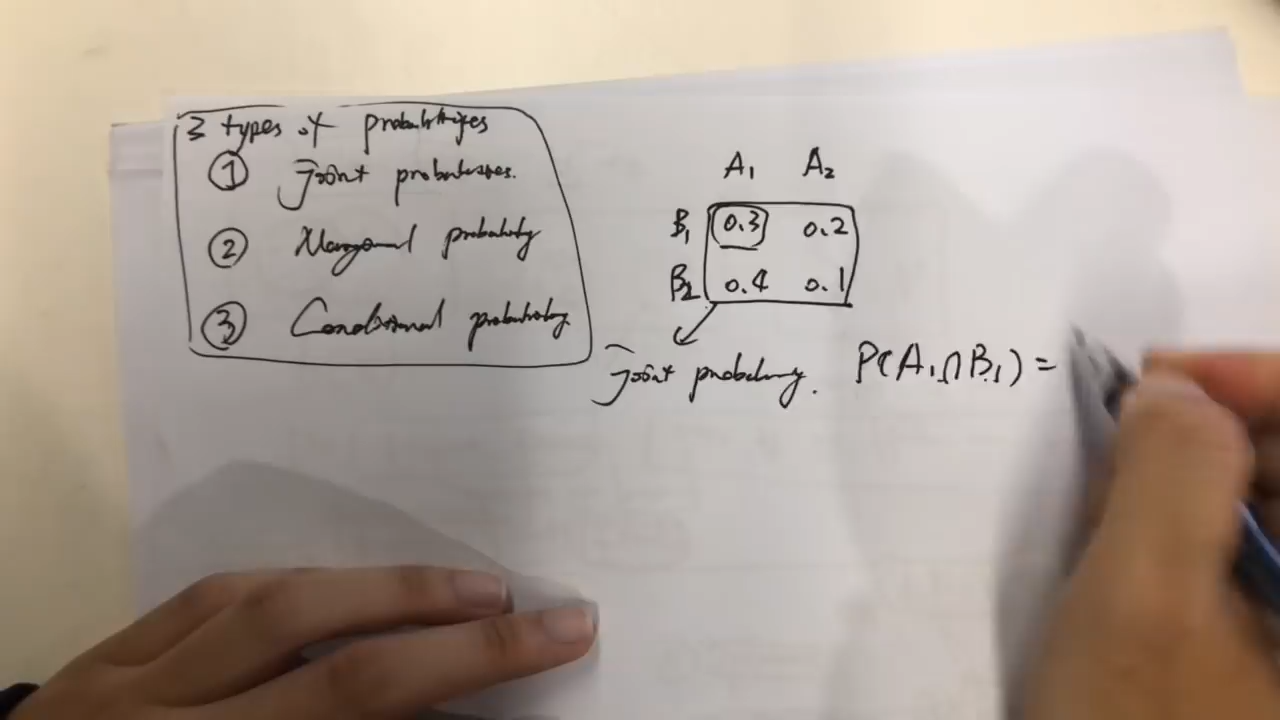 3 types of probabilities
① Joint probabilities.
② Marginal probability
③ Conditional probability
A₁ A₂
B₁ 0.3 0.2
B₂ 0.4 0.1
Joint probability. P(A₁∩B₁) =